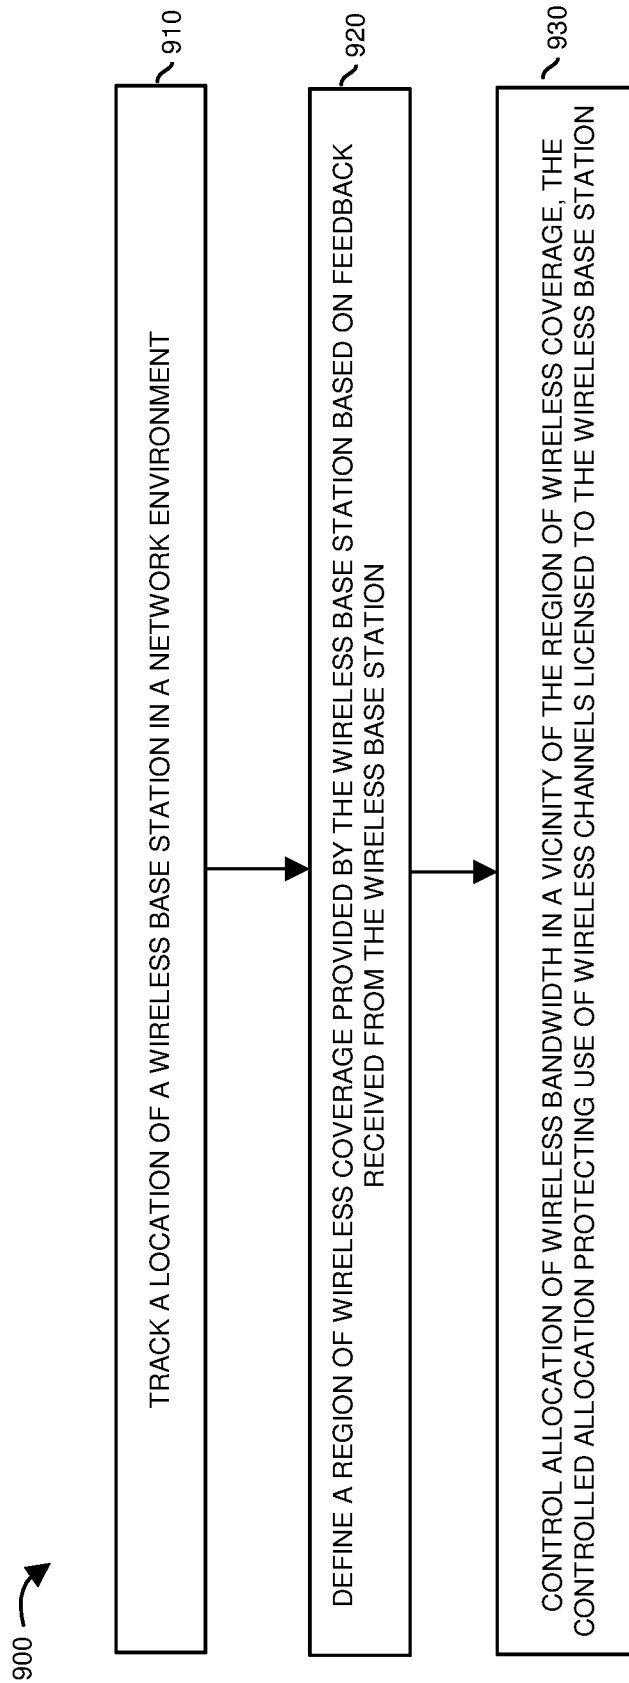 900
TRACK A LOCATION OF A WIRELESS BASE STATION IN A NETWORK ENVIRONMENT
910
DEFINE A REGION OF WIRELESS COVERAGE PROVIDED BY THE WIRELESS BASE STATION BASED ON FEEDBACK
RECEIVED FROM THE WIRELESS BASE STATION
920
CONTROL ALLOCATION OF WIRELESS BANDWIDTH IN A VICINITY OF THE REGION OF WIRELESS COVERAGE, THE
CONTROLLED ALLOCATION PROTECTING USE OF WIRELESS CHANNELS LICENSED TO THE WIRELESS BASE STATION
930